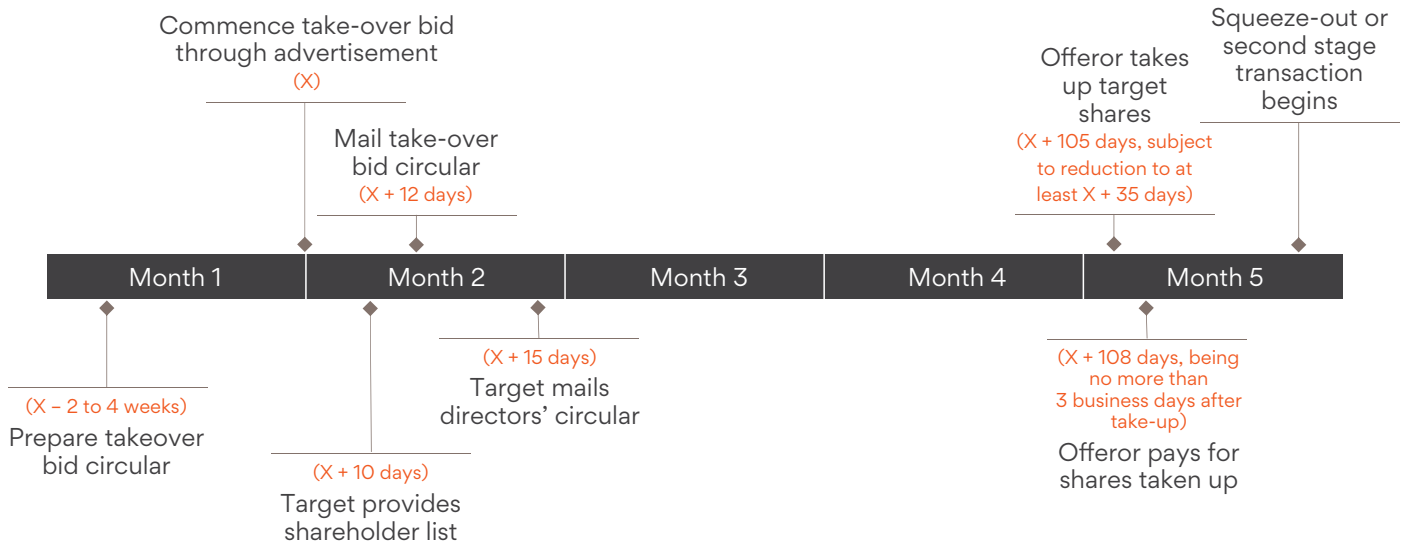 Commence take-over bid
through advertisement
(X)
Mail take-over
bid circular
(X + 12 days)
Offeror takes
up target
shares
(X + 105 days, subject
to reduction to at
least X + 35 days)
Squeeze-out or
second stage
transaction
begins
Month 1
Month 2
Month 3
Month 4
Month 5
(X – 2 to 4 weeks)
Prepare takeover
bid circular
(X + 10 days)
Target provides
shareholder list
(X + 15 days)
Target mails
directors’ circular
(X + 108 days, being
no more than
3 business days after
take-up)
Offeror pays for
shares taken up